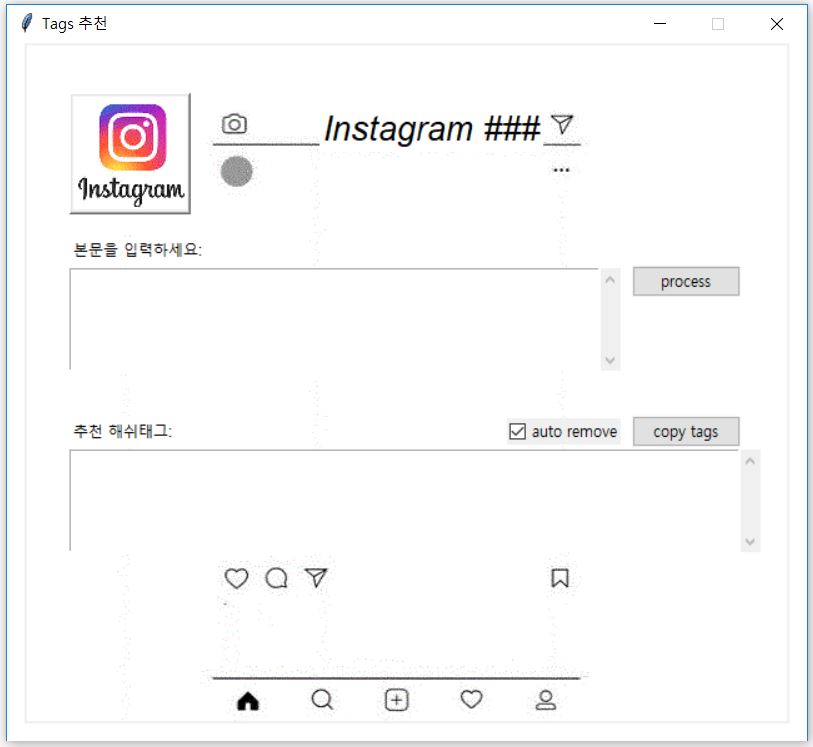 Tags 추천
Instagram
Instagram ###
본문을 입력하세요:
process
추천 해쉬태그:
auto remove
copy tags